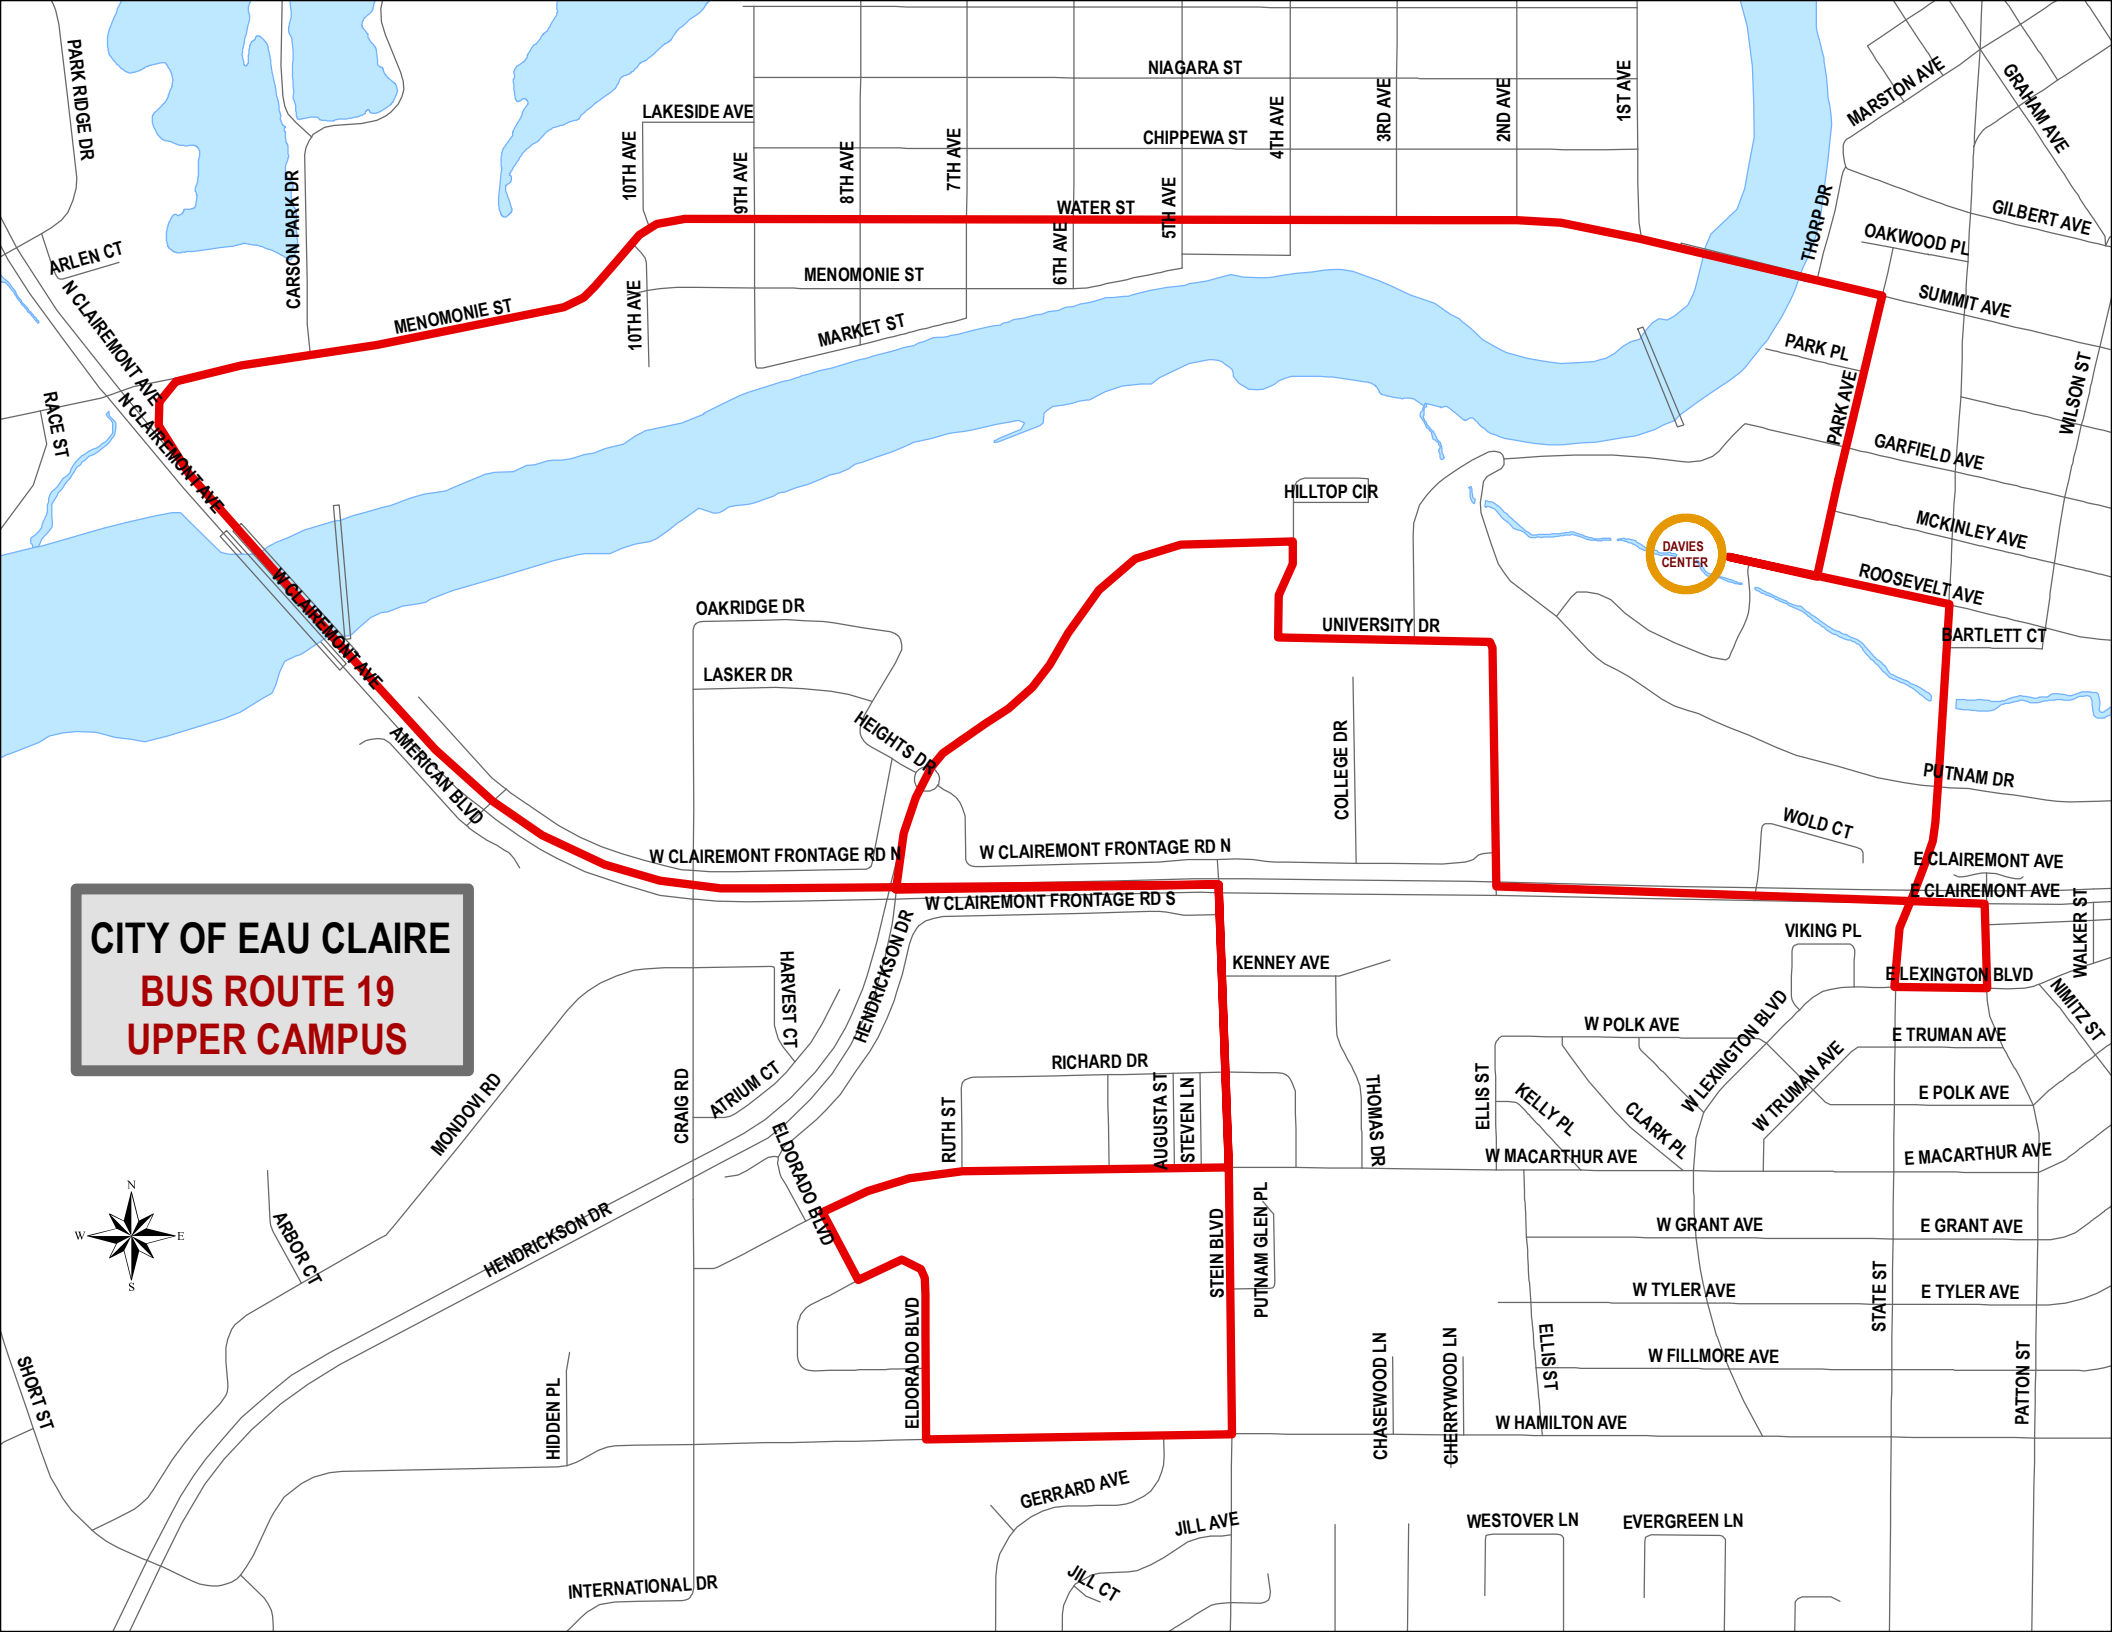 PARK RIDGE DR
NIAGARA ST
MARSTON AVE
GRAHAM AVE
LAKESIDE AVE
CHIPPEWA ST
10TH AVE
9TH AVE
8TH AVE
7TH AVE
5TH AVE
4TH AVE
3RD AVE
2ND AVE
1ST AVE
WATER ST
CARSON PARK DR
ARLEN CT
THORP DR
GILBERT AVE
OAKWOOD PL
6TH AVE
MENOMONIE ST
N CLAIREMONT AVE
MENOMONIE ST
10TH AVE
MARKET ST
SUMMIT AVE
PARK PL
PARK AVE
WILSON ST
RACE ST
N CLAIREMONT AVE
GARFIELD AVE
HILLTOP CIR
MCKINLEY AVE
DAVIES
CENTER
ROOSEVELT AVE
W CLAIREMONT AVE
OAKRIDGE DR
UNIVERSITY DR
BARTLETT CT
LASKER DR
HEIGHTS DR
AMERICAN BLVD
COLLEGE DR
PUTNAM DR
WOLD CT
W CLAIREMONT FRONTAGE RD N
W CLAIREMONT FRONTAGE RD N
E CLAIREMONT AVE
E CLAIREMONT AVE
W CLAIREMONT FRONTAGE RD S
CITY OF EAU CLAIRE
BUS ROUTE 19
UPPER CAMPUS
HENDRICKSON DR
VIKING PL
WALKER ST
KENNEY AVE
E LEXINGTON BLVD
HARVEST CT
NIMITZ ST
W POLK AVE
W LEXINGTON BLVD
E TRUMAN AVE
RICHARD DR
W TRUMAN AVE
MONDOVI RD
CRAIG RD
ATRIUM CT
RUTH ST
AUGUSTA ST
STEVEN LN
THOMAS DR
ELLIS ST
KELLY PL
CLARK PL
E POLK AVE
ELDORADO BLVD
W MACARTHUR AVE
E MACARTHUR AVE
N
W
E
S
ARBOR CT
HENDRICKSON DR
STEIN BLVD
PUTNAM GLEN PL
W GRANT AVE
E GRANT AVE
W TYLER AVE
STATE ST
E TYLER AVE
ELDORADO BLVD
SHORT ST
HIDDEN PL
CHASEWOOD LN
CHERRYWOOD LN
ELLIS ST
W FILLMORE AVE
PATTON ST
W HAMILTON AVE
GERRARD AVE
JILL AVE
WESTOVER LN
EVERGREEN LN
INTERNATIONAL DR
JILL CT